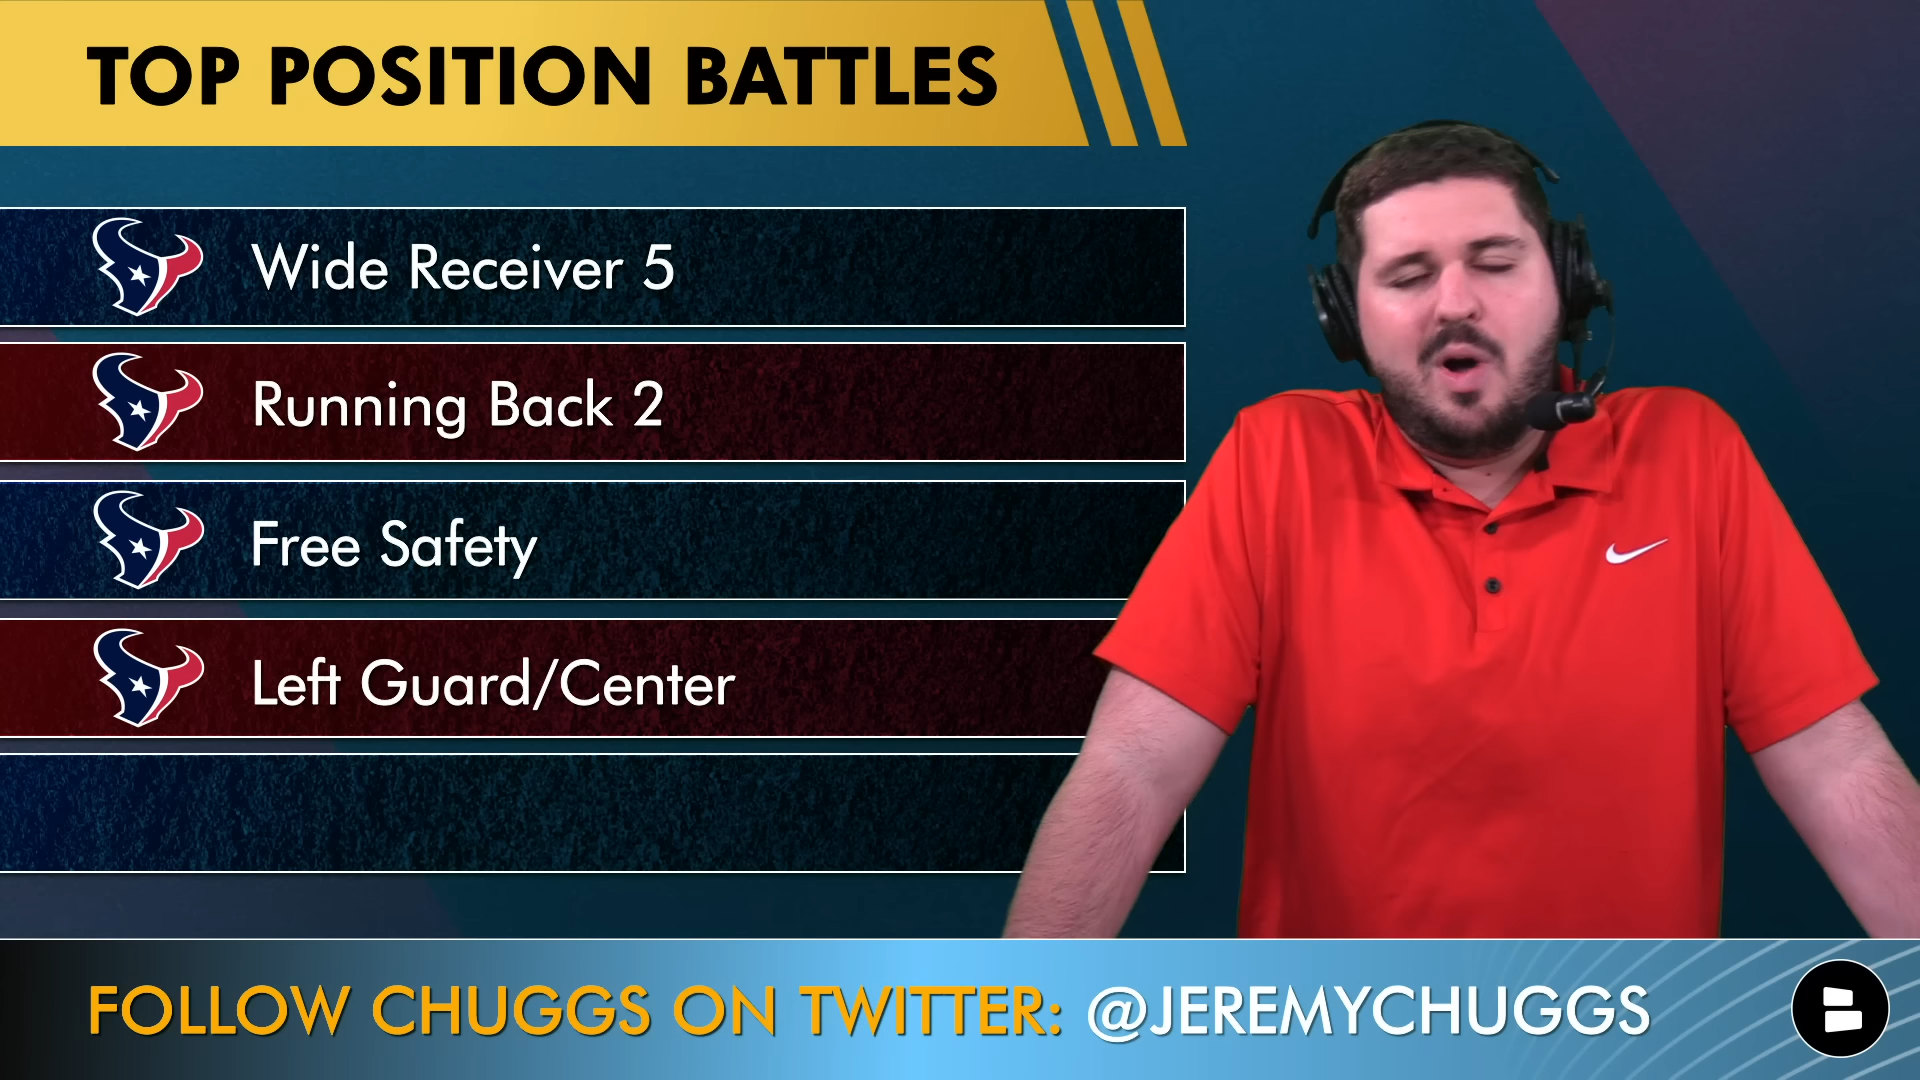 TOP POSITION BATTLES
Wide Receiver 5
Running Back 2
Free Safety
Left Guard/Center
FOLLOW CHUGGS ON TWITTER: @JEREMYCHUGGS